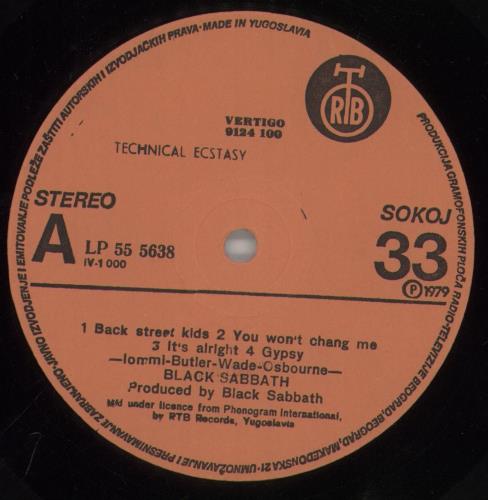 PRODUKCIJA GRAMOFONSKIH PLOČA RADIO-TELEVIZIJE BEOGRAD, BEOGRAD, MAKEDONSKA 21 - UMNOŽAVANJE I PRESNIMAVANJE ZABRANJENO - JAVNO IZVODJENJE I EMITOVANJE PODLEŽE ZAŠTITI AUTORSKIH I IZVODJAČKIH PRAVA - MADE IN YUGOSLAVIA
RTB
VERTIGO
9124 100
TECHNICAL ECSTASY
STEREO
A
LP 55 5638
IV-1 000
SOKOJ
33
Ⓟ 1979
1 Back street kids 2 You won't chang me
3 It's alright 4 Gypsy
—Iommi-Butler-Wade-Osbourne—
BLACK SABBATH
Produced by Black Sabbath
Mfd under licence from Phonogram International,
by RTB Records, Yugoslavia